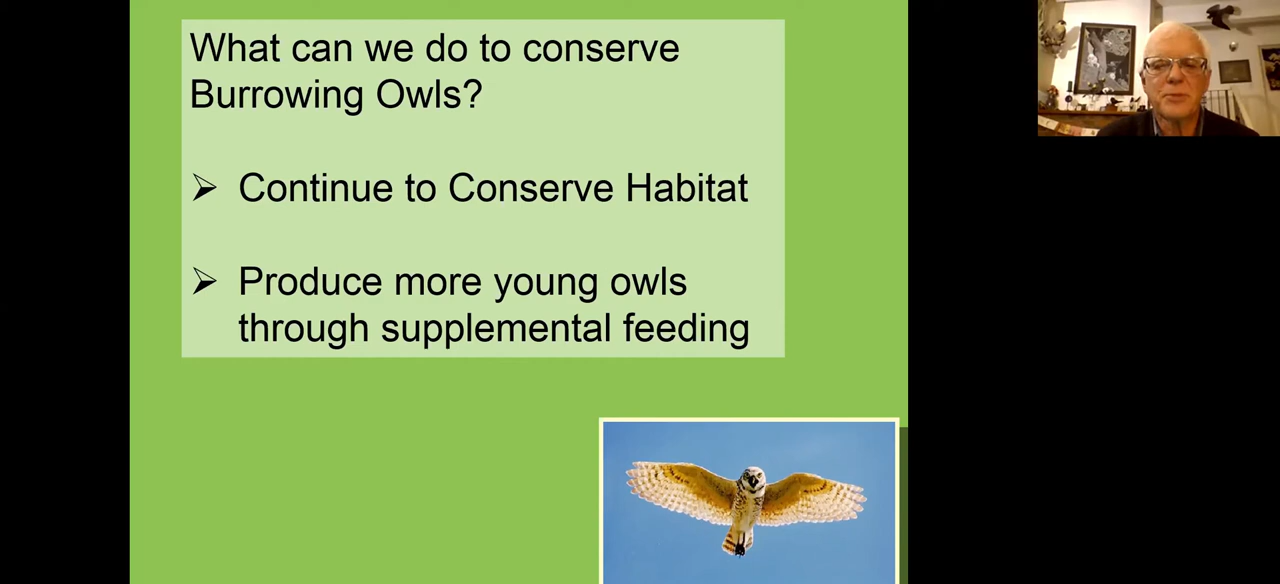 What can we do to conserve
Burrowing Owls?
➢ Continue to Conserve Habitat
➢ Produce more young owls
through supplemental feeding